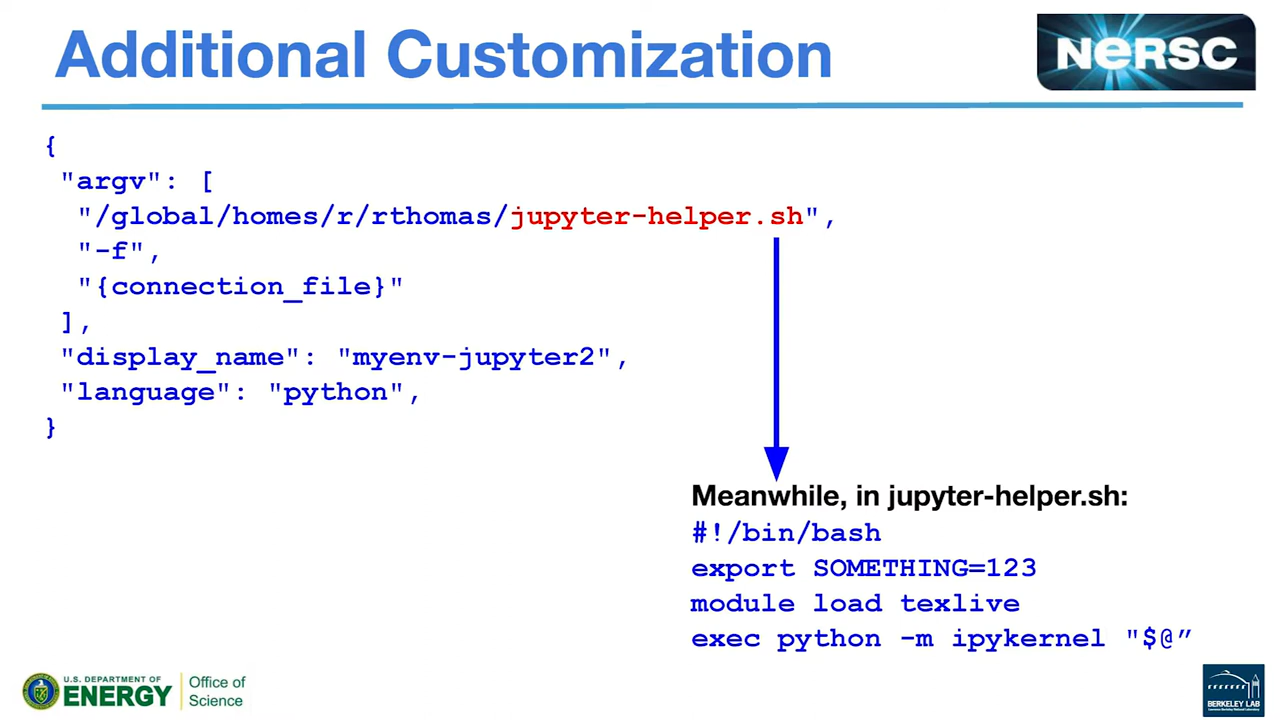 Additional Customization
NERSC
{
"argv": [
"/global/homes/r/rthomas/jupyter-helper.sh",
"-f",
"{connection_file}"
],
"display_name": "myenv-jupyter2",
"language": "python",
}
Meanwhile, in jupyter-helper.sh:
#!/bin/bash
export SOMETHING=123
module load texlive
exec python -m ipykernel "$@”
U.S. DEPARTMENT OF
ENERGY
Office of
Science
BERKELEY LAB